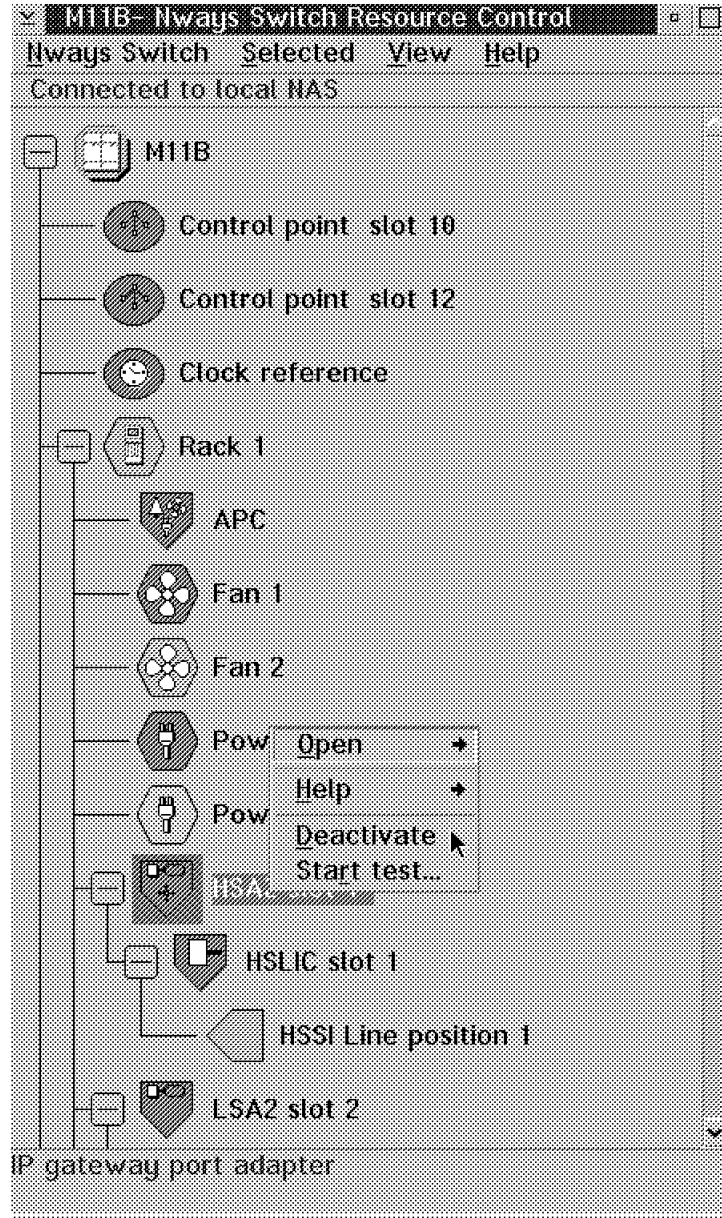 M11B- Nways Switch Resource Control
Nways Switch Selected View Help
Connected to local NAS
M11B
Control point slot 10
Control point slot 12
Clock reference
Rack 1
APC
Fan 1
Fan 2
Pow
Open
Help
Pow
Deactivate
Start test...
HSA
HSLIC slot 1
HSSI Line position 1
LSA2 slot 2
IP gateway port adapter